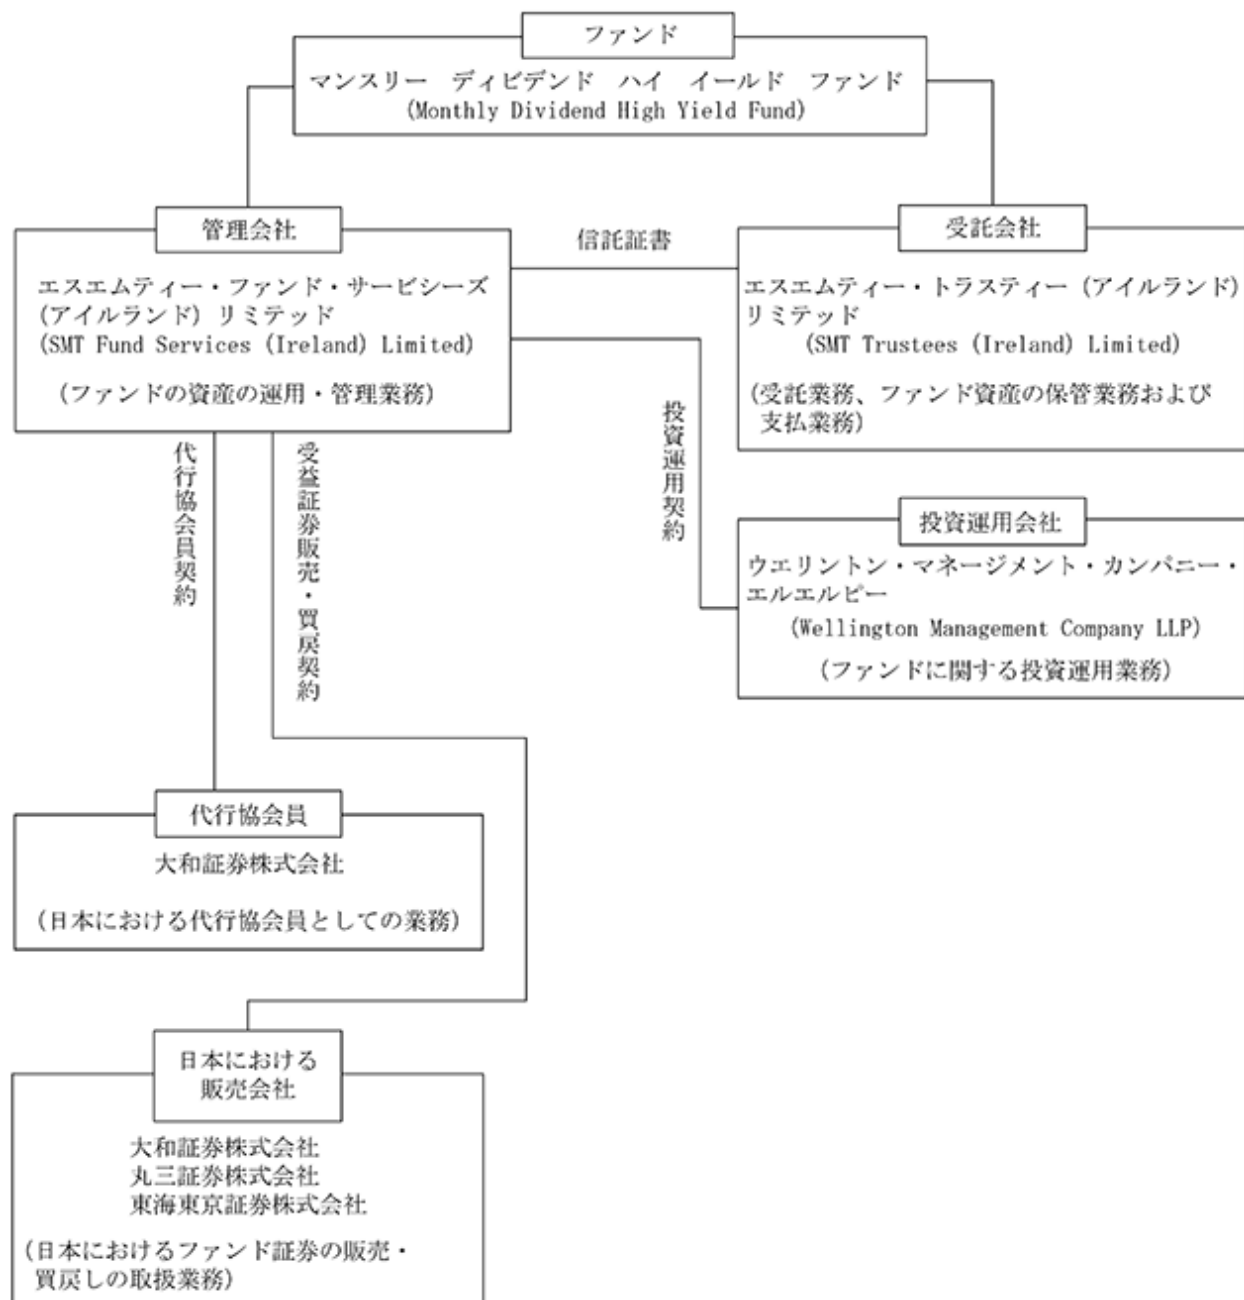 ファンド
マンスリー　ディビデンド　ハイ　イールド　ファンド
(Monthly Dividend High Yield Fund)
管理会社
エスエムティー・ファンド・サービシーズ
(アイルランド) リミテッド
(SMT Fund Services (Ireland) Limited)
(ファンドの資産の運用・管理業務)
信託証書
受託会社
エスエムティー・トラスティー (アイルランド)
リミテッド
(SMT Trustees (Ireland) Limited)
(受託業務、ファンド資産の保管業務および
支払業務)
代行協会員契約
受益証券販売・買戻契約
投資運用契約
投資運用会社
ウエリントン・マネージメント・カンパニー・
エルエルピー
(Wellington Management Company LLP)
(ファンドに関する投資運用業務)
代行協会員
大和証券株式会社
(日本における代行協会員としての業務)
日本における
販売会社
大和証券株式会社
丸三証券株式会社
東海東京証券株式会社
(日本におけるファンド証券の販売・
買戻しの取扱業務)